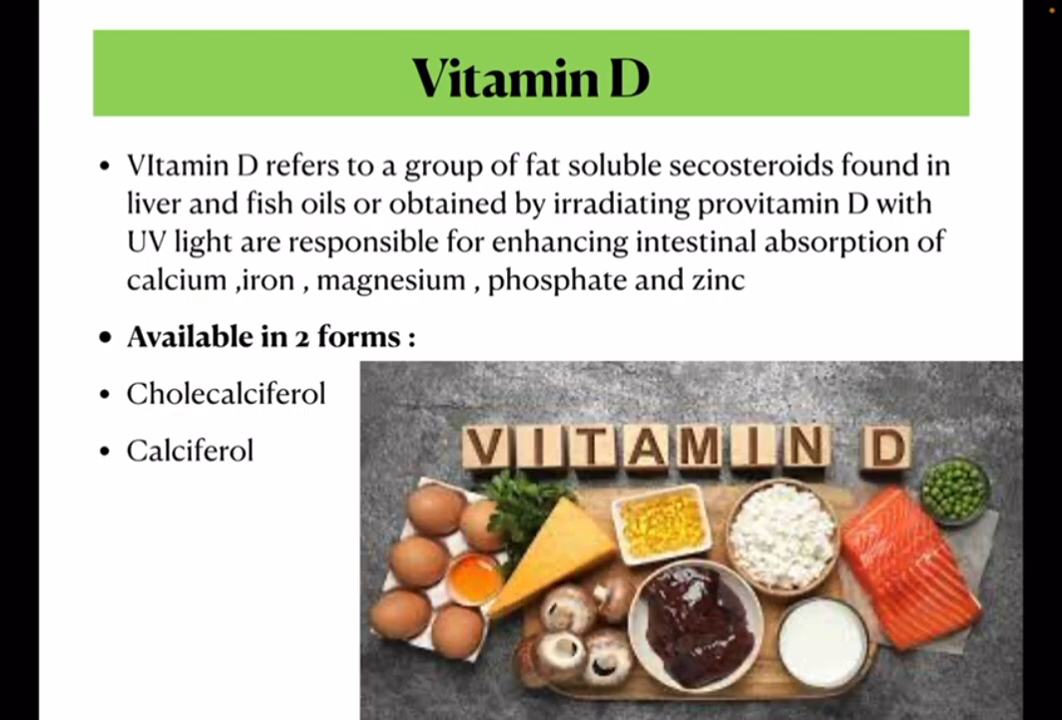 Vitamin D
• VItamin D refers to a group of fat soluble secosteroids found in
liver and fish oils or obtained by irradiating provitamin D with
UV light are responsible for enhancing intestinal absorption of
calcium ,iron , magnesium , phosphate and zinc
• Available in 2 forms :
• Cholecalciferol
• Calciferol
VITAMIN D